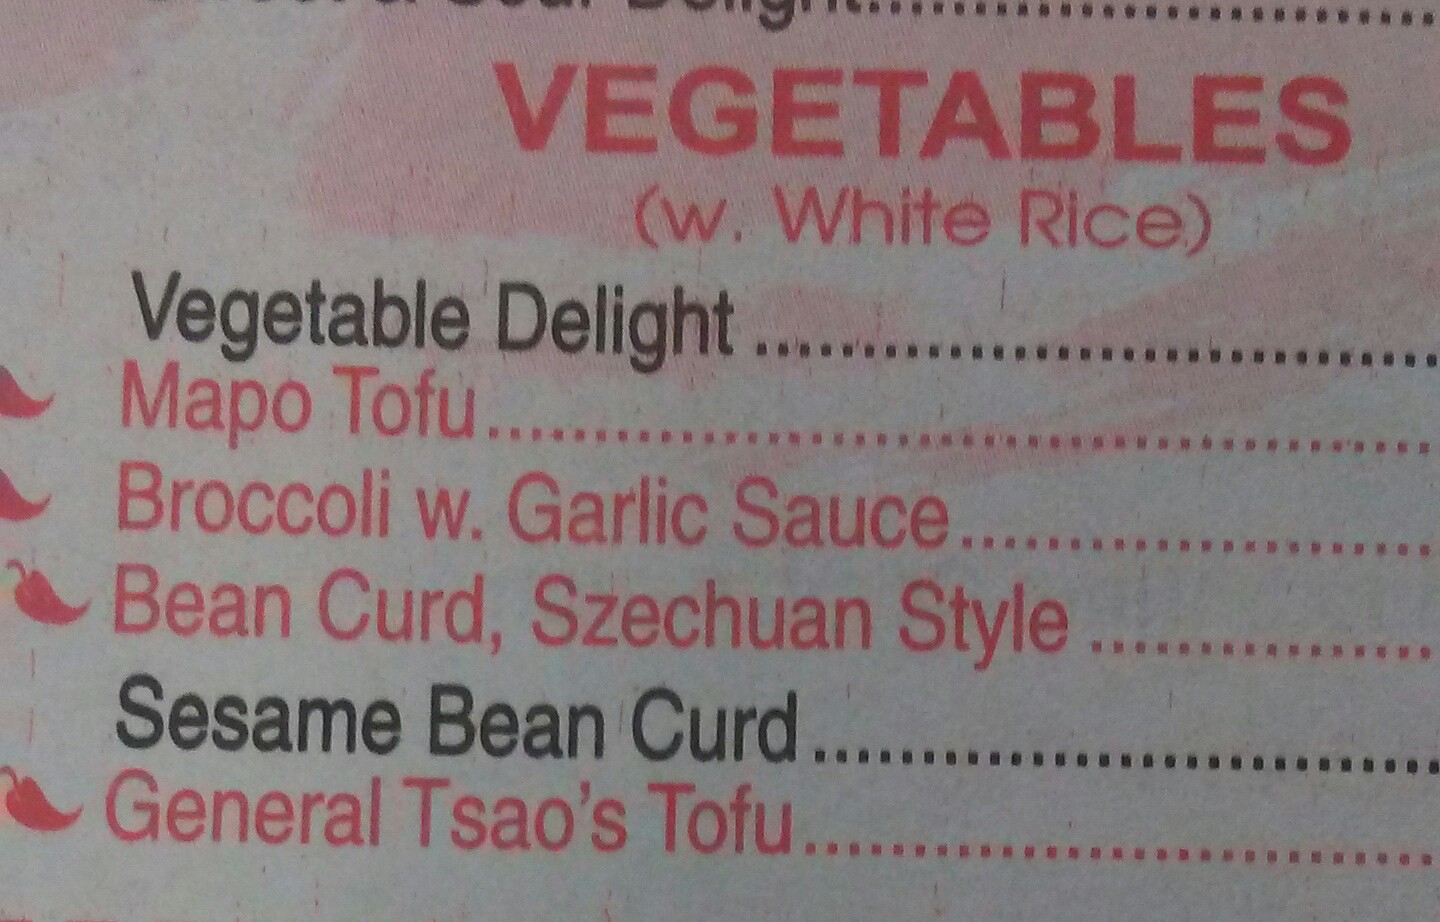 Delight..........................
VEGETABLES
(w. White Rice)
Vegetable Delight ................................
Mapo Tofu............................................
Broccoli w. Garlic Sauce......................
Bean Curd, Szechuan Style ................
Sesame Bean Curd .............................
General Tsao's Tofu.............................